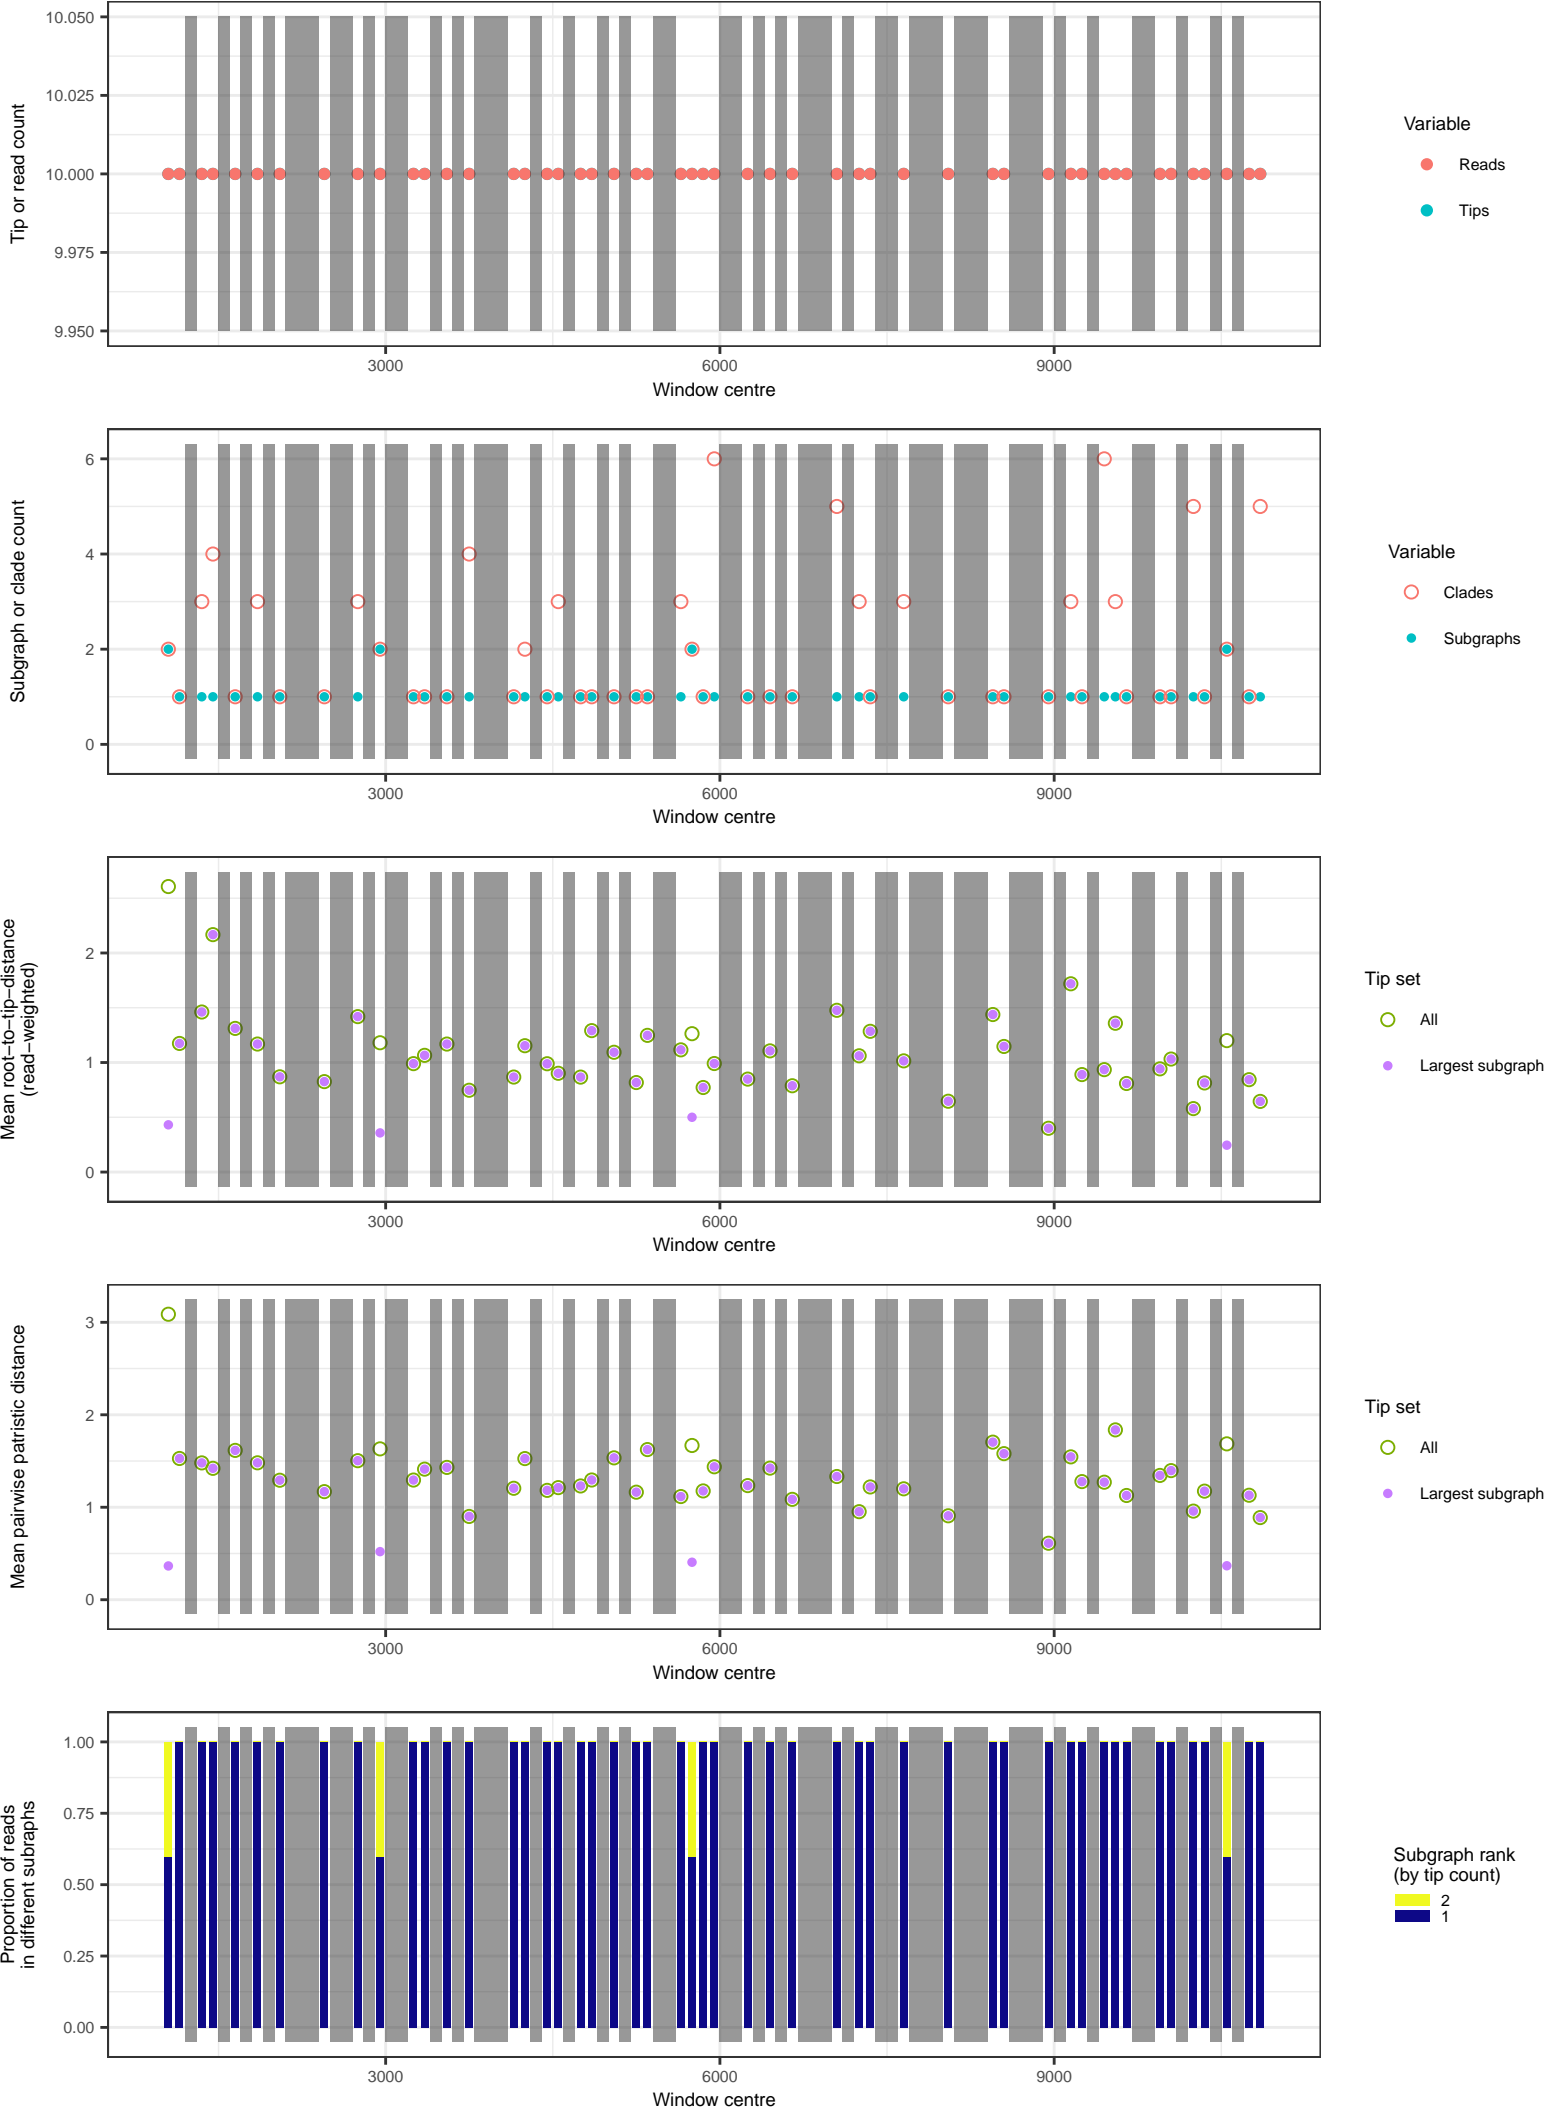 10.050
10.025
10.000
9.975
9.950
Tip or read count
3000
6000
9000
Window centre
Variable
Reads
Tips
6
4
2
0
Subgraph or clade count
3000
6000
9000
Window centre
Variable
Clades
Subgraphs
2
1
0
Mean root−to−tip−distance
(read−weighted)
3000
6000
9000
Window centre
Tip set
All
Largest subgraph
3
2
1
0
Mean pairwise patristic distance
3000
6000
9000
Window centre
Tip set
All
Largest subgraph
1.00
0.75
0.50
0.25
0.00
Proportion of reads
in different subraphs
3000
6000
9000
Window centre
Subgraph rank
(by tip count)
2
1